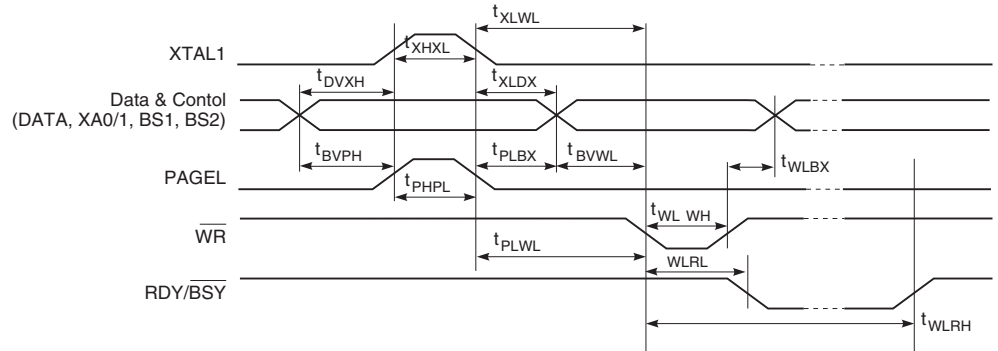 tXLWL
XTAL1
tXHXL
tDVXH
tXLDX
Data & Contol
(DATA, XA0/1, BS1, BS2)
tBVPH
tPLBX
tBVWL
tWLBX
PAGEL
tPHPL
tWL WH
WR
tPLWL
WLRL
RDY/BSY
tWLRH